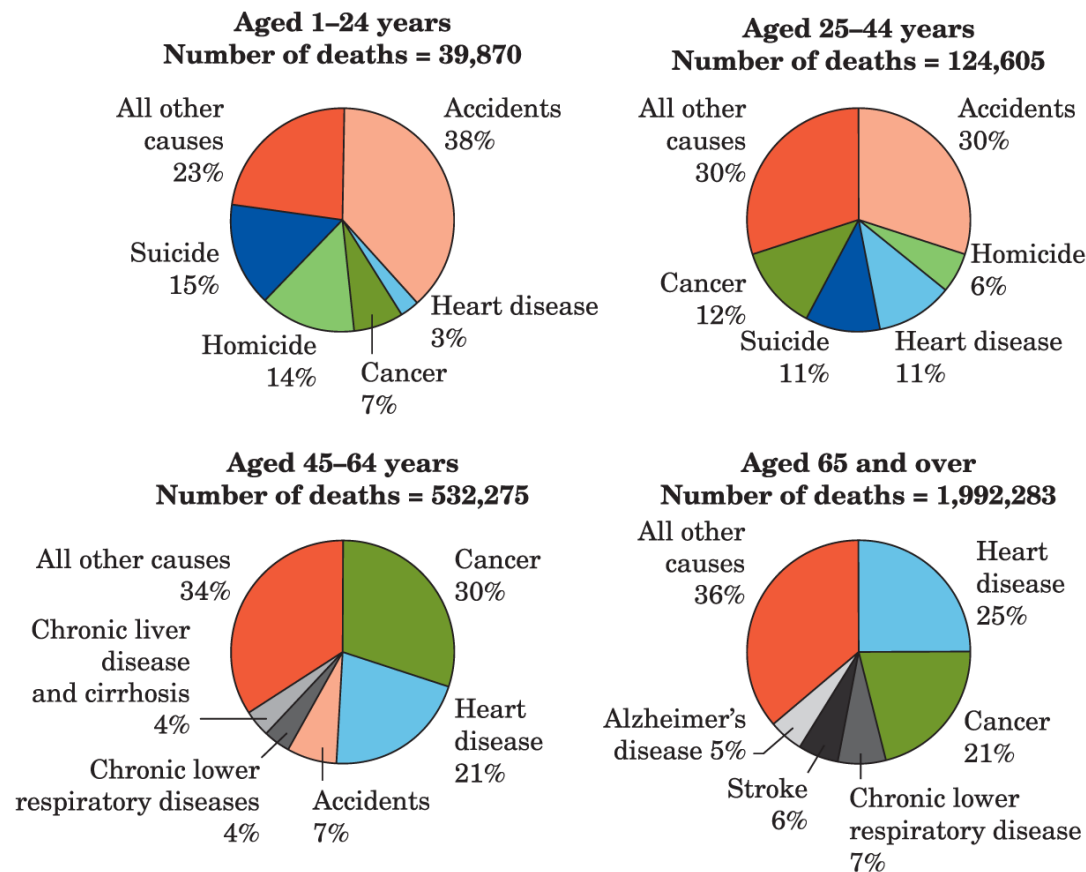 Aged 1–24 years
Number of deaths = 39,870
All other
causes
23%
Accidents
38%
Suicide
15%
Heart disease
3%
Homicide
14%
Cancer
7%
Aged 25–44 years
Number of deaths = 124,605
All other
causes
30%
Accidents
30%
Homicide
6%
Cancer
12%
Suicide
11%
Heart disease
11%
Aged 45–64 years
Number of deaths = 532,275
All other causes
34%
Cancer
30%
Chronic liver
disease
and cirrhosis
4%
Heart
disease
21%
Chronic lower
respiratory diseases
4%
Accidents
7%
Aged 65 and over
Number of deaths = 1,992,283
All other
causes
36%
Heart
disease
25%
Alzheimer’s
disease 5%
Cancer
21%
Stroke
6%
Chronic lower
respiratory disease
7%